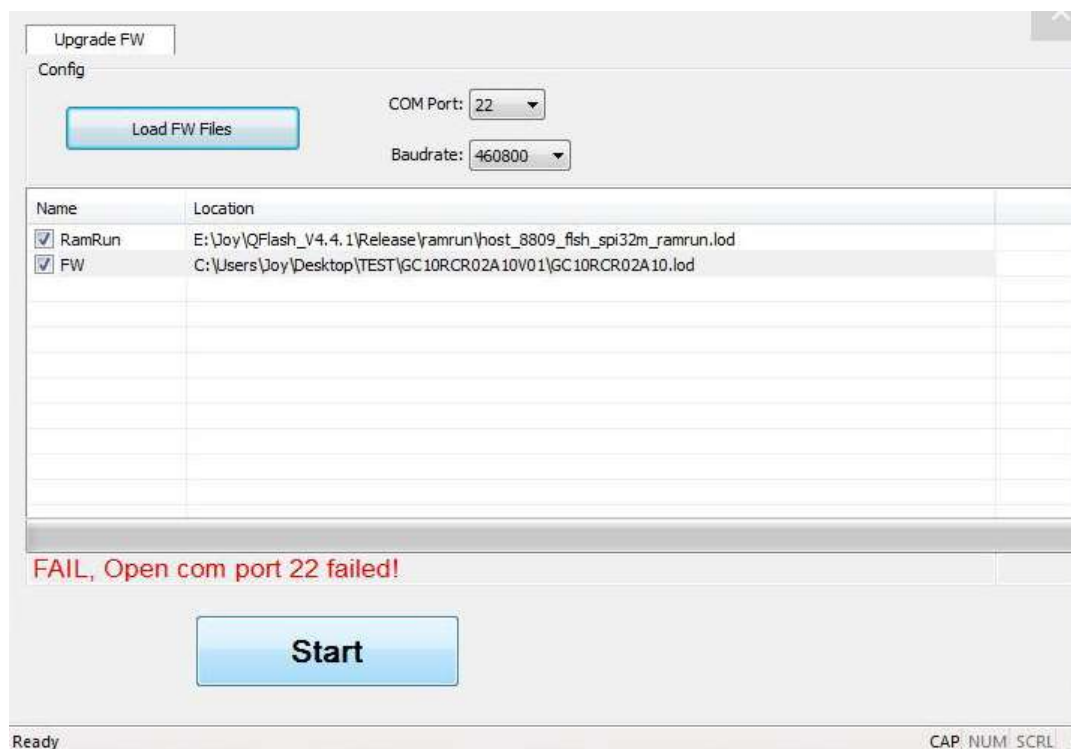 Upgrade FW
Config
Load FW Files
COM Port: 22
Baudrate: 460800
Name Location
RamRun E:\Joy\QFlash_V4.4.1\Release\ramrun\host_8809_flsh_spi32m_ramrun.lod
FW C:\Users\Joy\Desktop\TEST\GC10RCR02A10V01\GC10RCR02A10.lod
FAIL, Open com port 22 failed!
Start
Ready CAP NUM SCRL